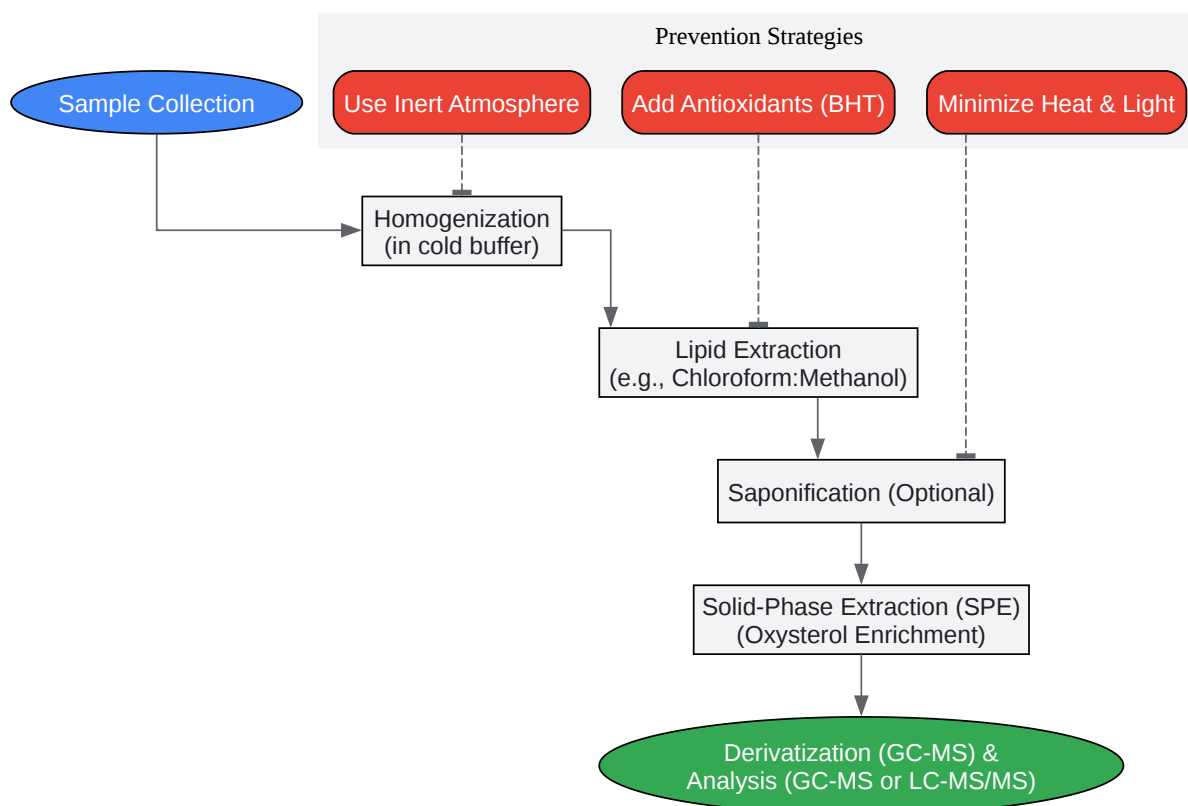 Prevention Strategies
Sample Collection
Use Inert Atmosphere
Add Antioxidants (BHT)
Minimize Heat & Light
Homogenization
(in cold buffer)
Lipid Extraction
(e.g., Chloroform:Methanol)
Saponification (Optional)
Solid-Phase Extraction (SPE)
(Oxysterol Enrichment)
Derivatization (GC-MS) &
Analysis (GC-MS or LC-MS/MS)